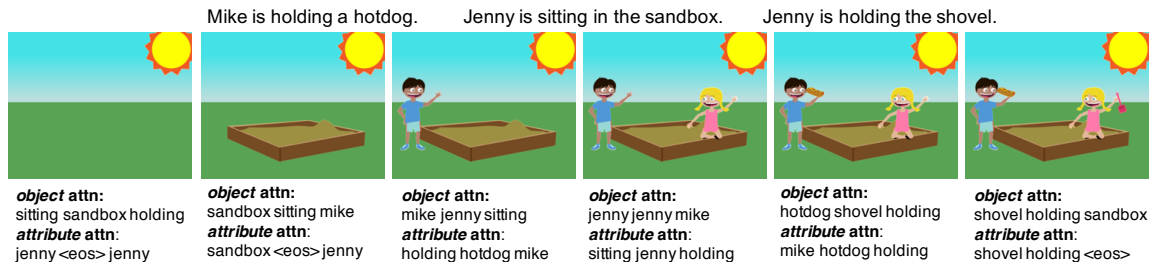 Mike is holding a hotdog. Jenny is sitting in the sandbox. Jenny is holding the shovel.
object attn:
sitting sandbox holding
attribute attn:
jenny <eos> jenny
object attn:
sandbox sitting mike
attribute attn:
sandbox <eos> jenny
object attn:
mike jenny sitting
attribute attn:
holding hotdog mike
object attn:
jenny jenny mike
attribute attn:
sitting jenny holding
object attn:
hotdog shovel holding
attribute attn:
mike hotdog holding
object attn:
shovel holding sandbox
attribute attn:
shovel holding <eos>